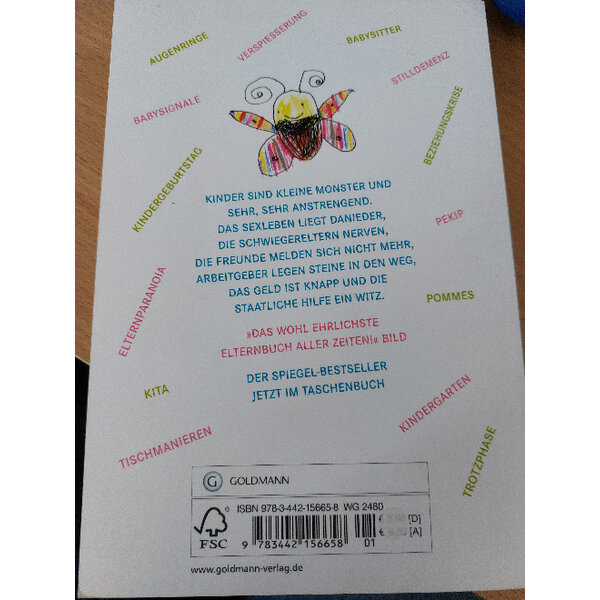 AUGENRINGE
VERSPIESSERUNG
BABYSITTER
STILLDEMENZ
BABYSIGNALE
BEZIEHUNGSKRISE
KINDERGEBURTSTAG
KINDER SIND KLEINE MONSTER UND
SEHR, SEHR ANSTRENGEND.
DAS SEXLEBEN LIEGT DANIEDER,
DIE SCHWIEGERELTERN NERVEN,
DIE FREUNDE MELDEN SICH NICHT MEHR,
ARBEITGEBER LEGEN STEINE IN DEN WEG,
DAS GELD IST KNAPP UND DIE
STAATLICHE HILFE EIN WITZ.
PEKIP
ELTERNPARANOIA
POMMES
»DAS WOHL EHRLICHSTE
ELTERNBUCH ALLER ZEITEN!« BILD
DER SPIEGEL-BESTSELLER
JETZT IM TASCHENBUCH
KITA
KINDERGARTEN
TISCHMANIEREN
TROTZPHASE
G GOLDMANN
ISBN 978-3-442-15665-8 WG 2480
€ [D]
€ [A]
FSC
9 783442 156658 01
www.goldmann-verlag.de